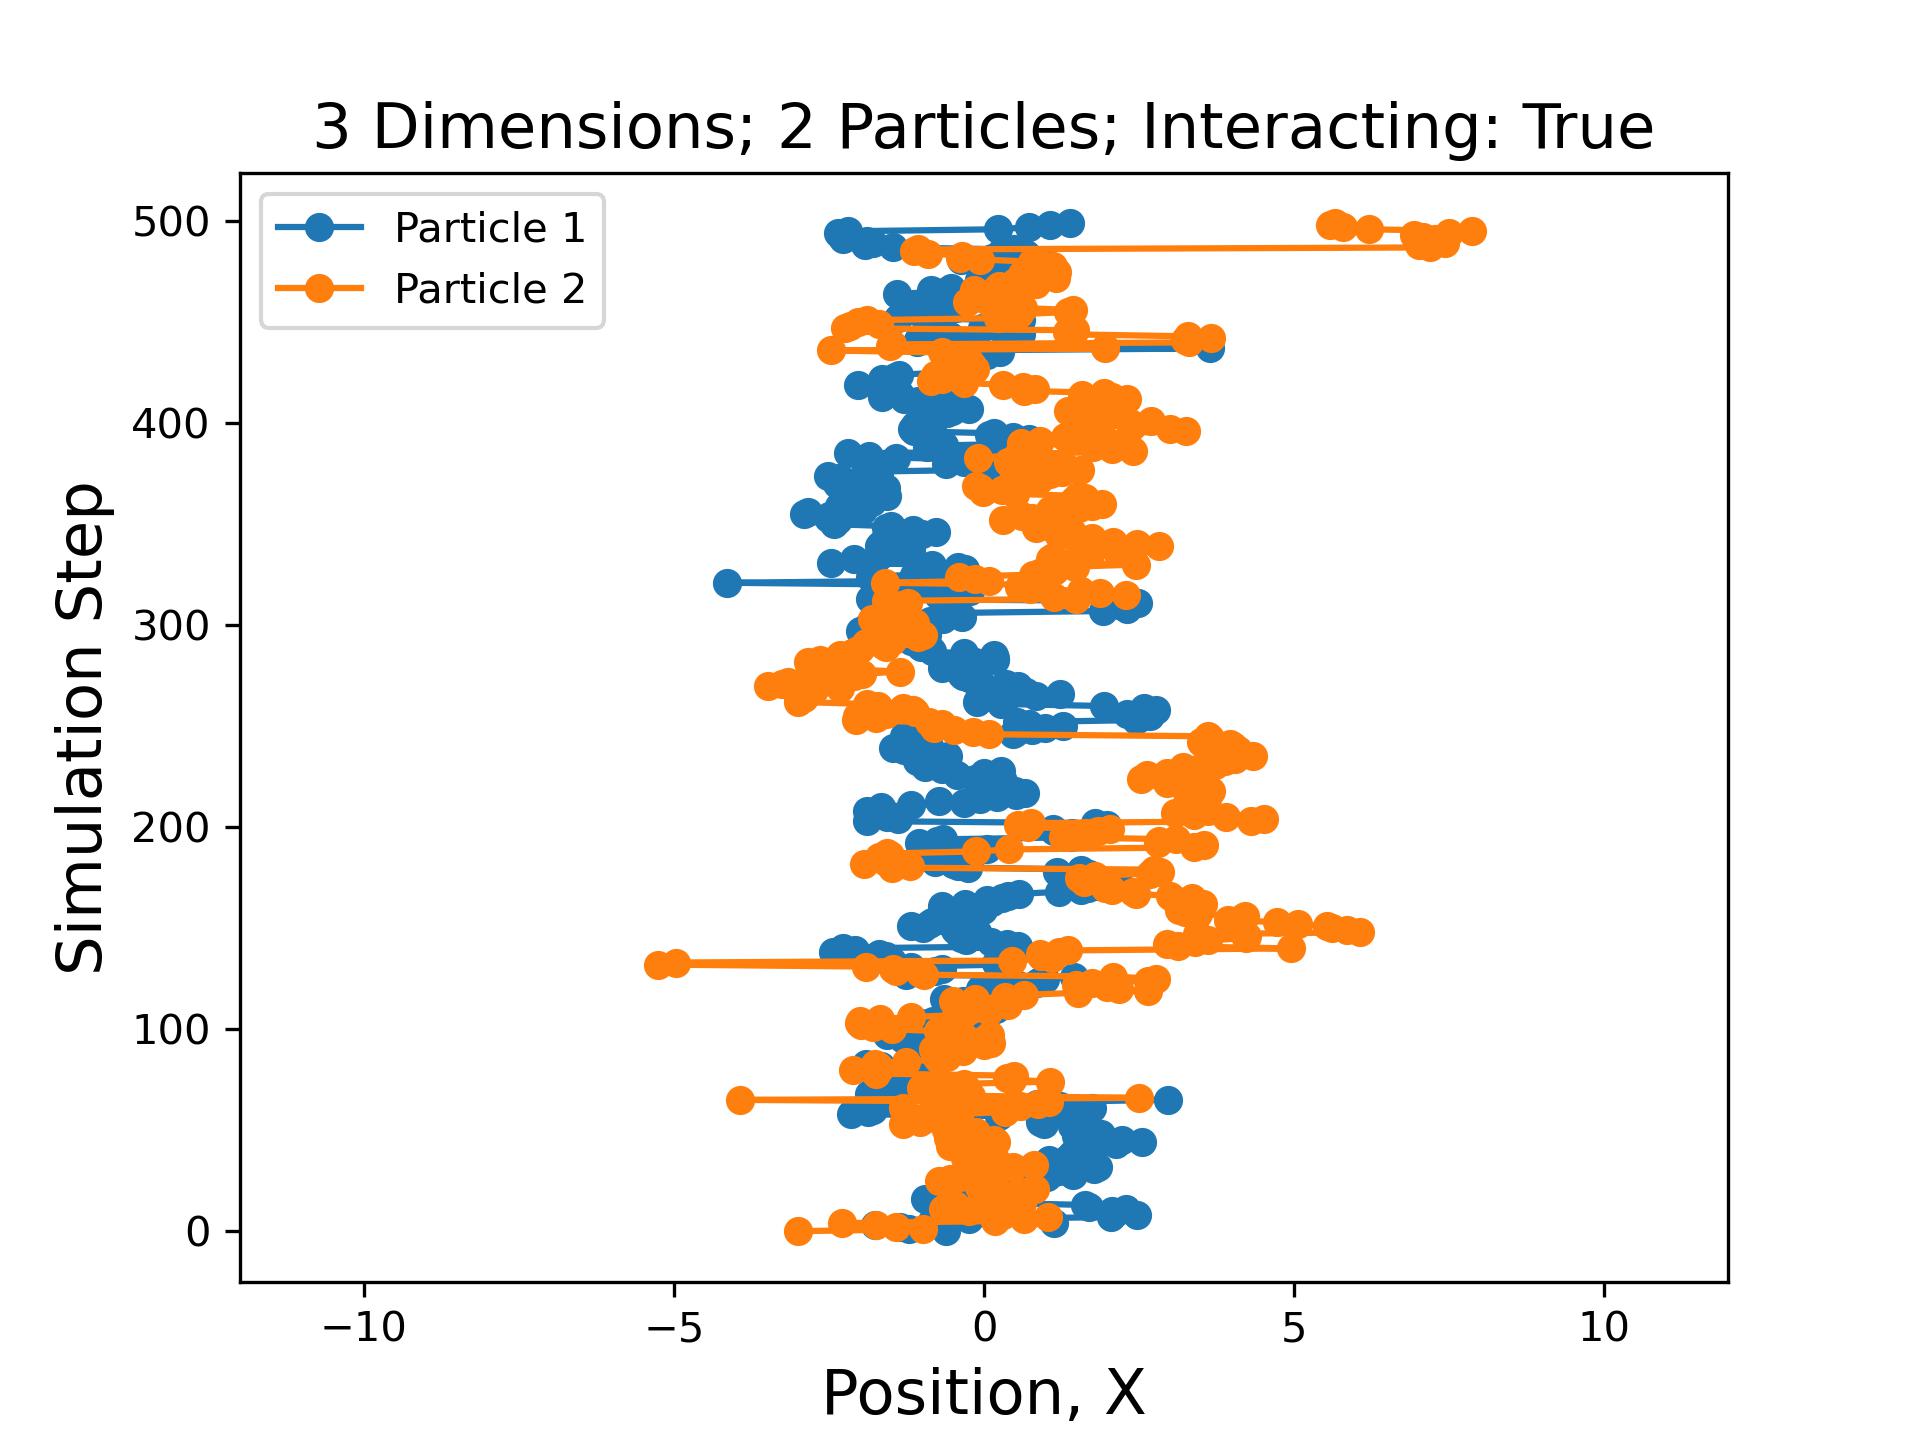 3 Dimensions; 2 Particles; Interacting: True
Particle 1
Particle 2
500
400
300
200
100
0
Simulation Step
−10
−5
0
5
10
Position, X